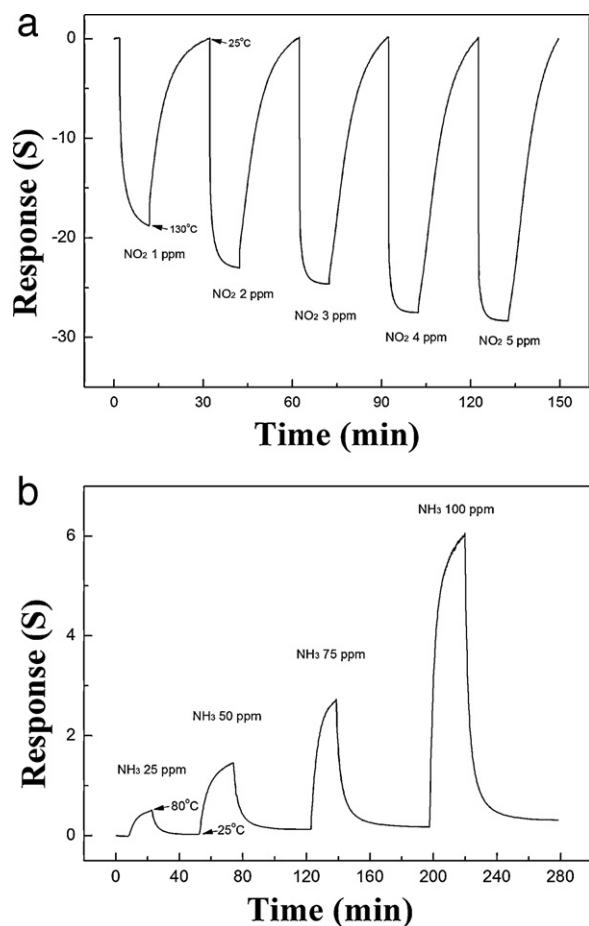 a
0
-10
-20
-30
Response (S)
25°C
130°C
NO₂ 1 ppm
NO₂ 2 ppm
NO₂ 3 ppm
NO₂ 4 ppm
NO₂ 5 ppm
0 30 60 90 120 150
Time (min)
b
6
4
2
0
Response (S)
NH₃ 100 ppm
NH₃ 75 ppm
NH₃ 50 ppm
NH₃ 25 ppm
80°C
25°C
0 40 80 120 160 200 240 280
Time (min)